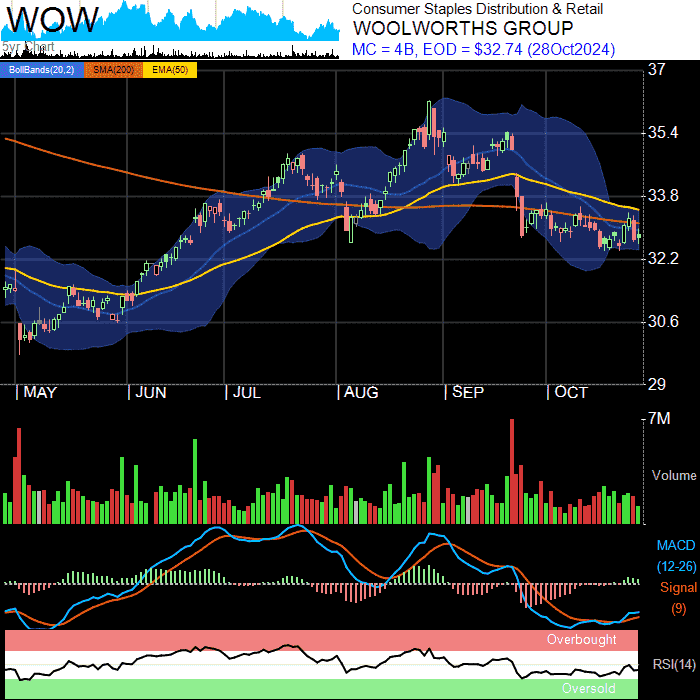 WOW
5yr Chart
Consumer Staples Distribution & Retail
WOOLWORTHS GROUP
MC = 4B, EOD = $32.74 (28Oct2024)
BollBands(20,2) SMA(200) EMA(50)
37
35.4
33.8
32.2
30.6
29
MAY JUN JUL AUG SEP OCT
7M
Volume
MACD
(12-26)
Signal
(9)
Overbought
RSI(14)
Oversold